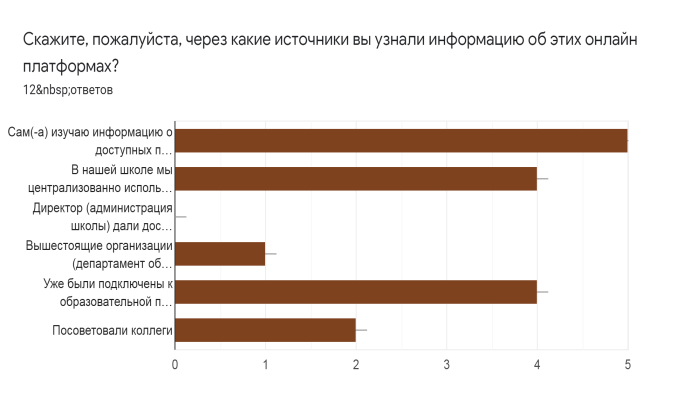 Скажите, пожалуйста, через какие источники вы узнали информацию об этих онлайн
платформах?
12&nbsp;ответов
Сам(-а) изучаю информацию о
доступных п…
В нашей школе мы
централизованно исполь…
Директор (администрация
школы) дали дос…
Вышестоящие организации
(департамент об…
Уже были подключены к
образовательной п…
Посоветовали коллеги
0 1 2 3 4 5